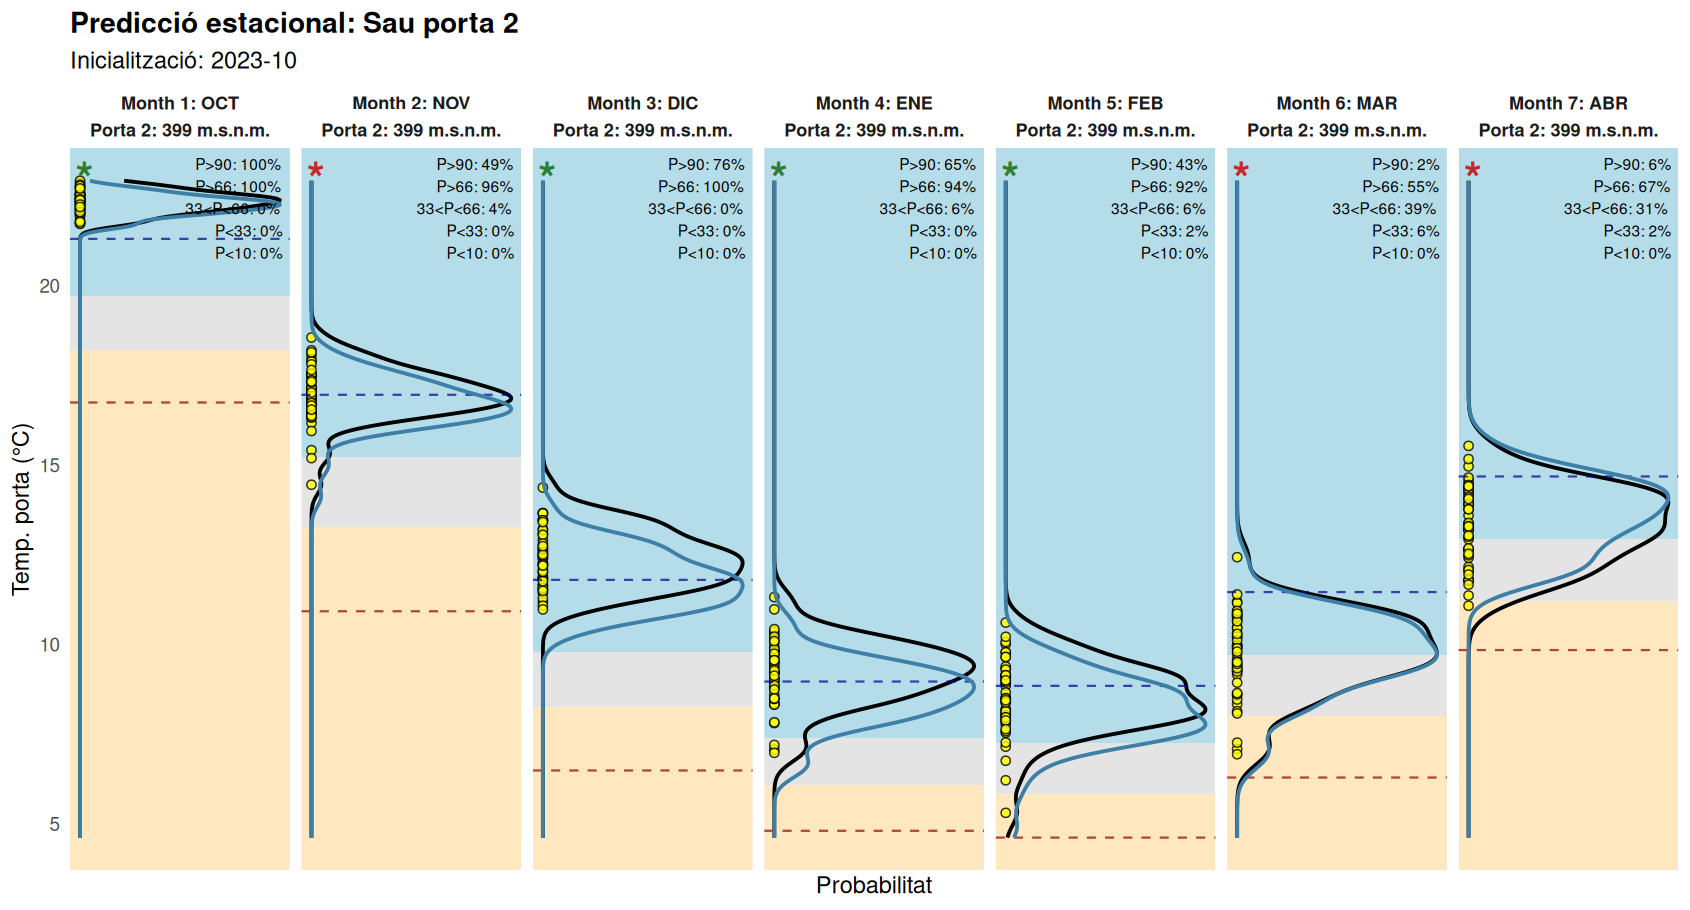 Predicció estacional: Sau porta 2
Inicialització: 2023-10
Month 1: OCT
Porta 2: 399 m.s.n.m.
Month 2: NOV
Porta 2: 399 m.s.n.m.
Month 3: DIC
Porta 2: 399 m.s.n.m.
Month 4: ENE
Porta 2: 399 m.s.n.m.
Month 5: FEB
Porta 2: 399 m.s.n.m.
Month 6: MAR
Porta 2: 399 m.s.n.m.
Month 7: ABR
Porta 2: 399 m.s.n.m.
*
P>90: 100%
P>66: 100%
33<P<66: 0%
P<33: 0%
P<10: 0%
*
P>90: 49%
P>66: 96%
33<P<66: 4%
P<33: 0%
P<10: 0%
*
P>90: 76%
P>66: 100%
33<P<66: 0%
P<33: 0%
P<10: 0%
*
P>90: 65%
P>66: 94%
33<P<66: 6%
P<33: 0%
P<10: 0%
*
P>90: 43%
P>66: 92%
33<P<66: 6%
P<33: 2%
P<10: 0%
*
P>90: 2%
P>66: 55%
33<P<66: 39%
P<33: 6%
P<10: 0%
*
P>90: 6%
P>66: 67%
33<P<66: 31%
P<33: 2%
P<10: 0%
20
15
10
5
Temp. porta (°C)
Probabilitat